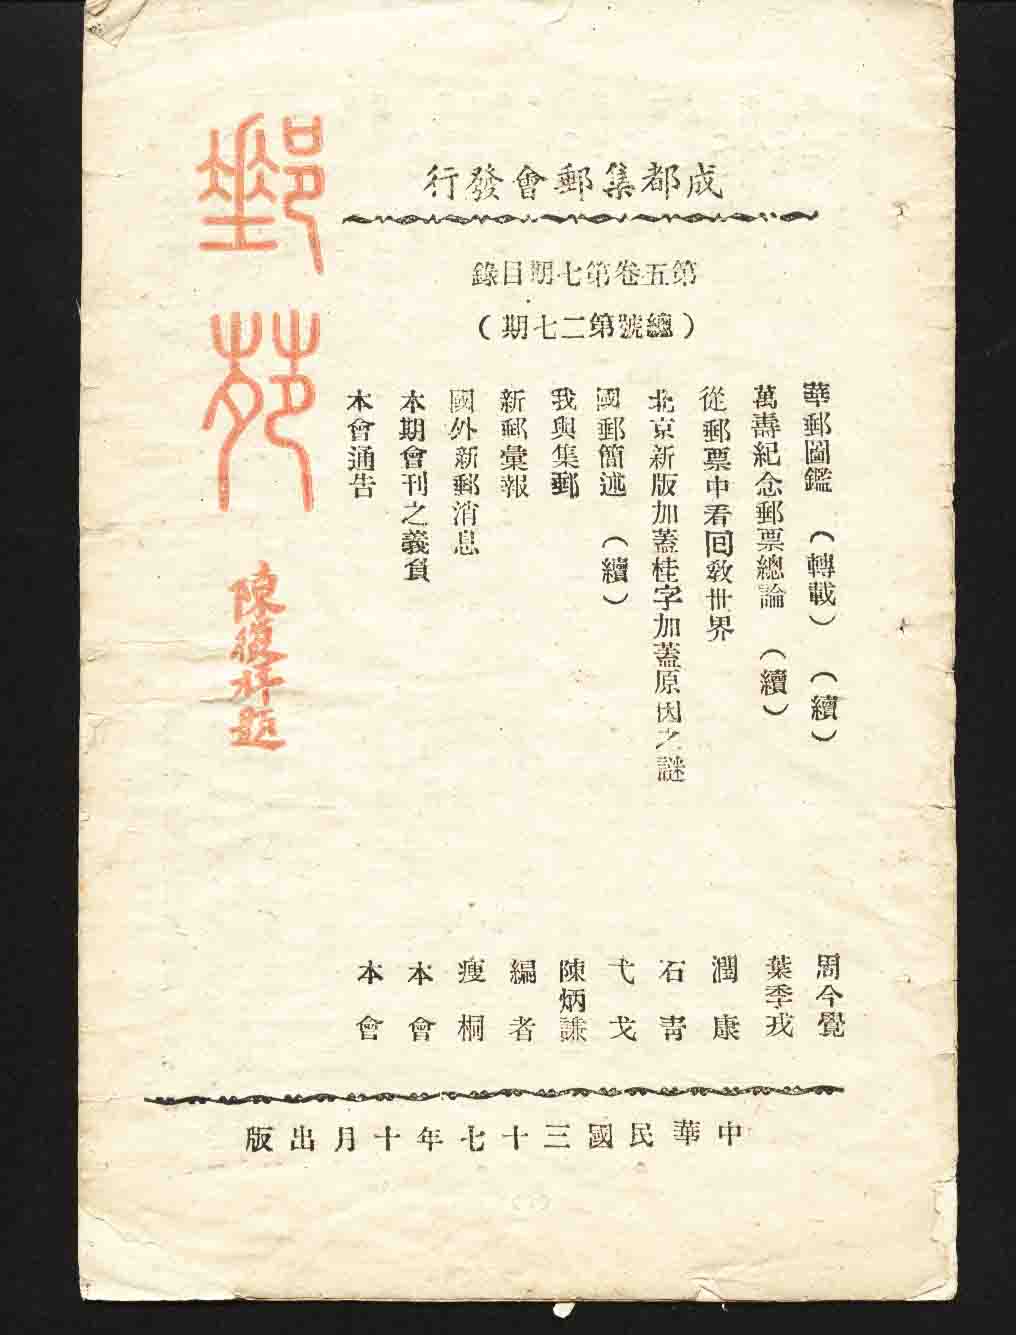 成都集郵會發行
第五卷第七期目錄
（總號第二七期）
華郵圖鑑（轉載）（續） 周今覺
萬壽紀念郵票總論（續） 葉季戎
從郵票中看回敎世界 潤康
北京新版加蓋桂字加蓋原因之謎 石青
國郵簡述（續） 弋戈
我與集郵 陳炳謙
新郵彙報 編者
國外新郵消息 瘦桐
本期會刊之義負 本會
本會通告 本會
郵苑
陳復祥題
中華民國三十七年十月出版